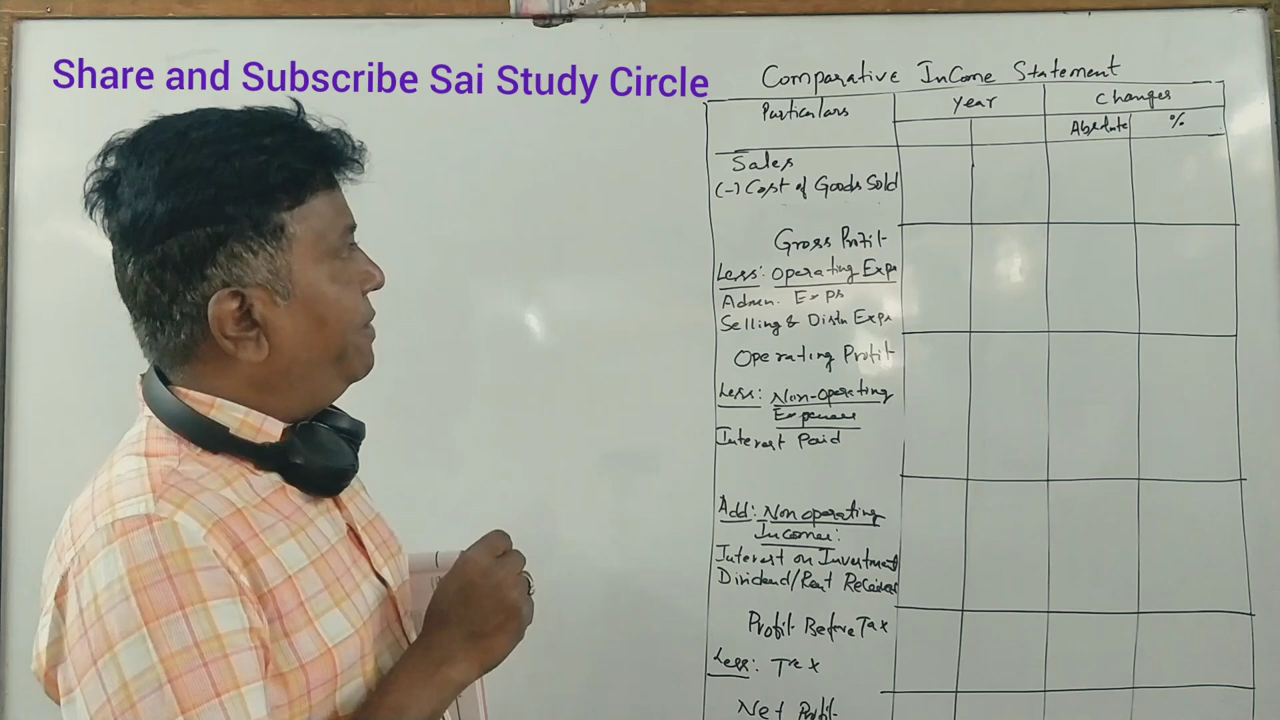 Share and Subscribe Sai Study Circle
Comparative Income Statement
Particulars Year Changes
Absolute %
Sales
(-) Cost of Goods Sold
Gross Profit
Less: Operating Exps
Admn. Exps
Selling & Distn Exps
Operating Profit
Less: Non-operating
Expenses
Interest Paid
Add: Non operating
Incomes:
Interest on Investment
Dividend/Rent Received
Profit Before Tax
Less: Tax
Net Profit